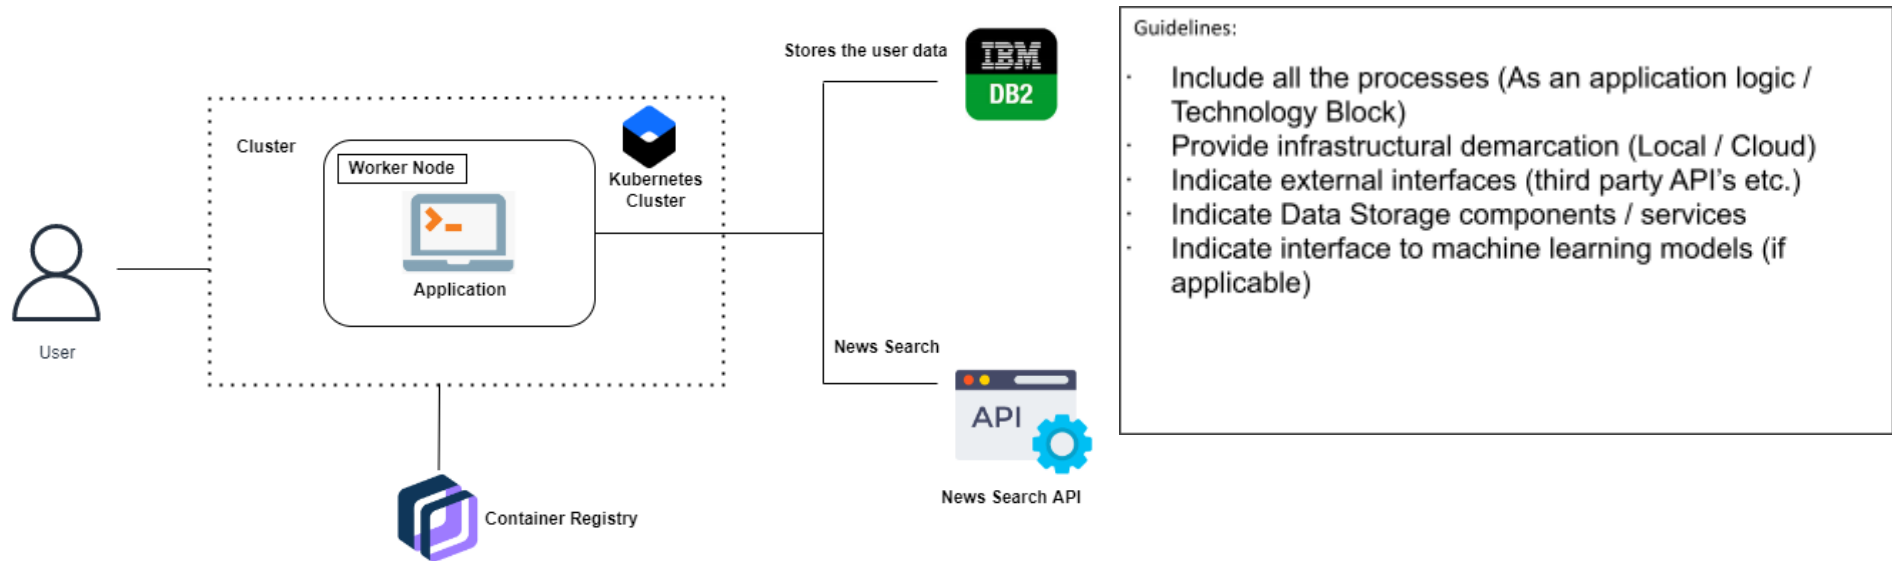 Stores the user data
IBM
DB2
Cluster
Worker Node
Kubernetes
Cluster
Application
User
News Search
API
News Search API
Container Registry
Guidelines:
· Include all the processes (As an application logic /
Technology Block)
· Provide infrastructural demarcation (Local / Cloud)
· Indicate external interfaces (third party API's etc.)
· Indicate Data Storage components / services
· Indicate interface to machine learning models (if
applicable)